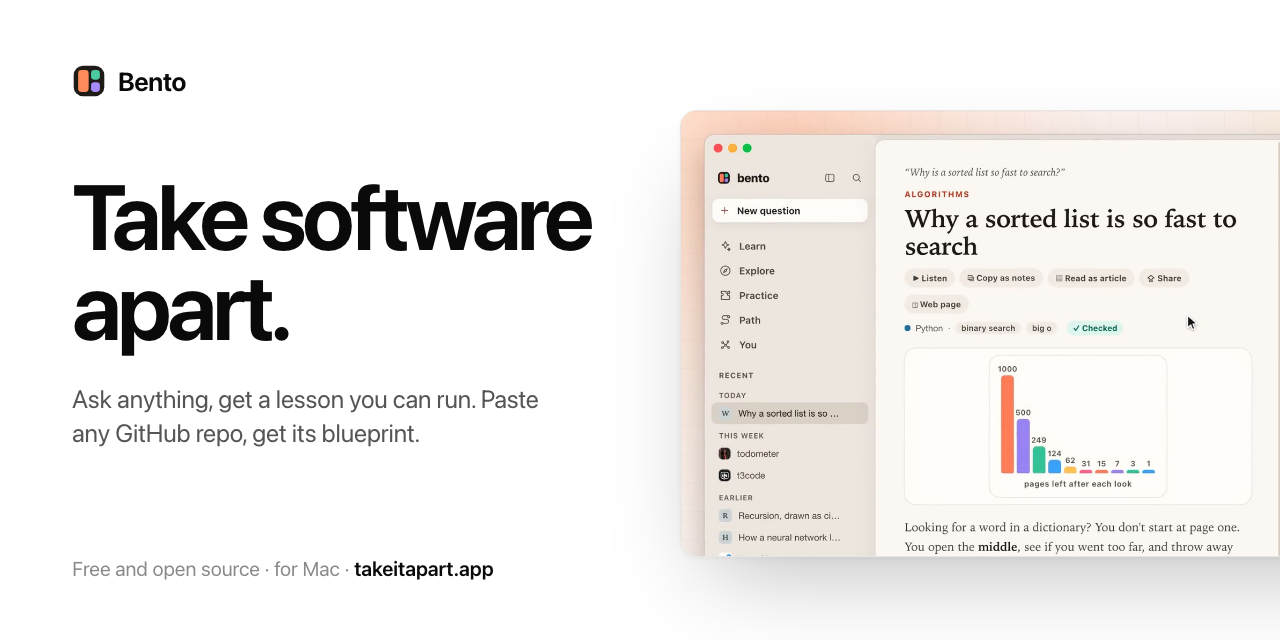 Bento
Take software
apart.
Ask anything, get a lesson you can run. Paste
any GitHub repo, get its blueprint.
Free and open source · for Mac · takeitapart.app
bento
New question
Learn
Explore
Practice
Path
You
RECENT
TODAY
W Why a sorted list is so ...
THIS WEEK
todometer
t3code
EARLIER
R Recursion, drawn as ci...
H How a neural network l...
“Why is a sorted list so fast to search?”
ALGORITHMS
Why a sorted list is so fast to
search
Listen Copy as notes Read as article Share
Web page
Python · binary search big o ✓ Checked
1000
500
249
124
62
31
15
7
3
1
pages left after each look
Looking for a word in a dictionary? You don't start at page one.
You open the middle, see if you went too far, and throw away